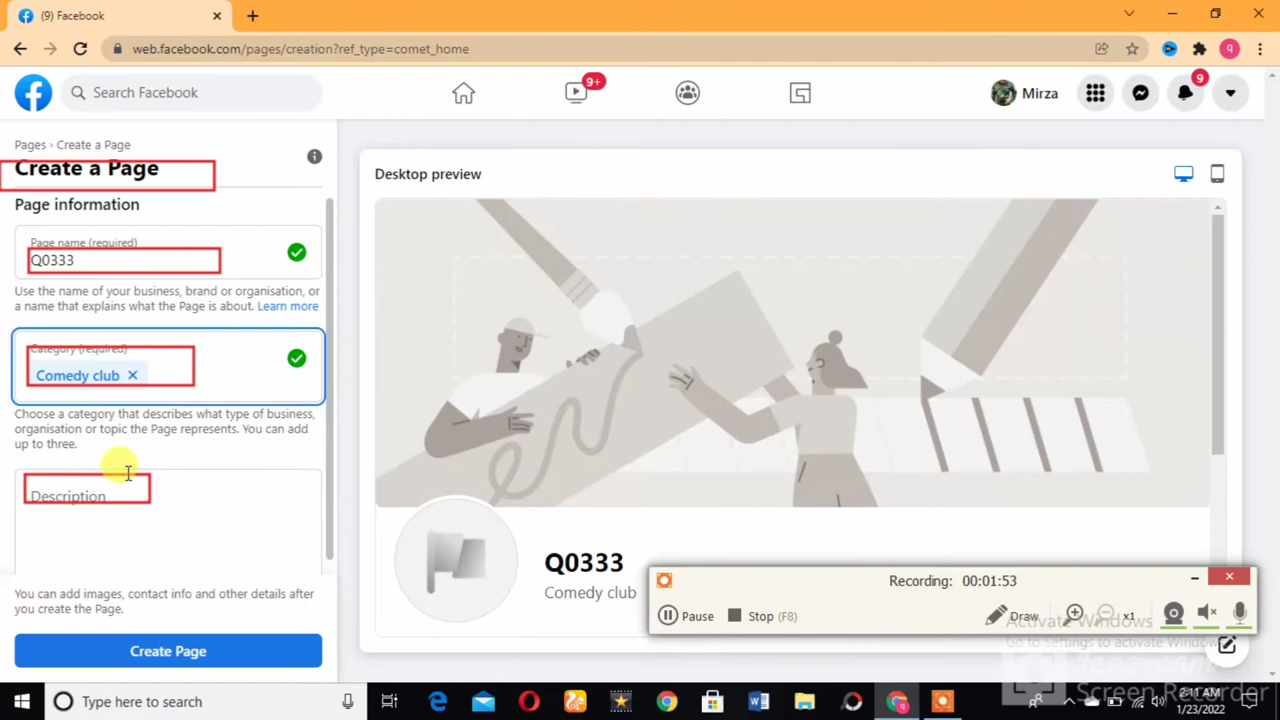 (9) Facebook
web.facebook.com/pages/creation?ref_type=comet_home
Search Facebook
9+
Mirza
9
Pages › Create a Page
Create a Page
Page information
Page name (required)
Q0333
Use the name of your business, brand or organisation, or
a name that explains what the Page is about. Learn more
Category (required)
Comedy club
Choose a category that describes what type of business,
organisation or topic the Page represents. You can add
up to three.
Description
You can add images, contact info and other details after
you create the Page.
Create Page
Desktop preview
Q0333
Comedy club
Recording: 00:01:53
Pause
Stop (F8)
Draw
x1
Activate Windows
Go to Settings to activate Windows
Screen Recorder
Type here to search
2:11 AM
1/23/2022